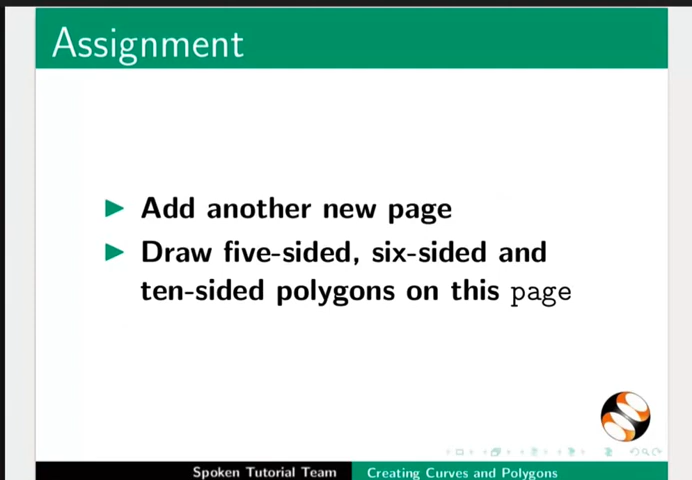 Assignment
Add another new page
Draw five-sided, six-sided and
ten-sided polygons on this page
Spoken Tutorial Team
Creating Curves and Polygons